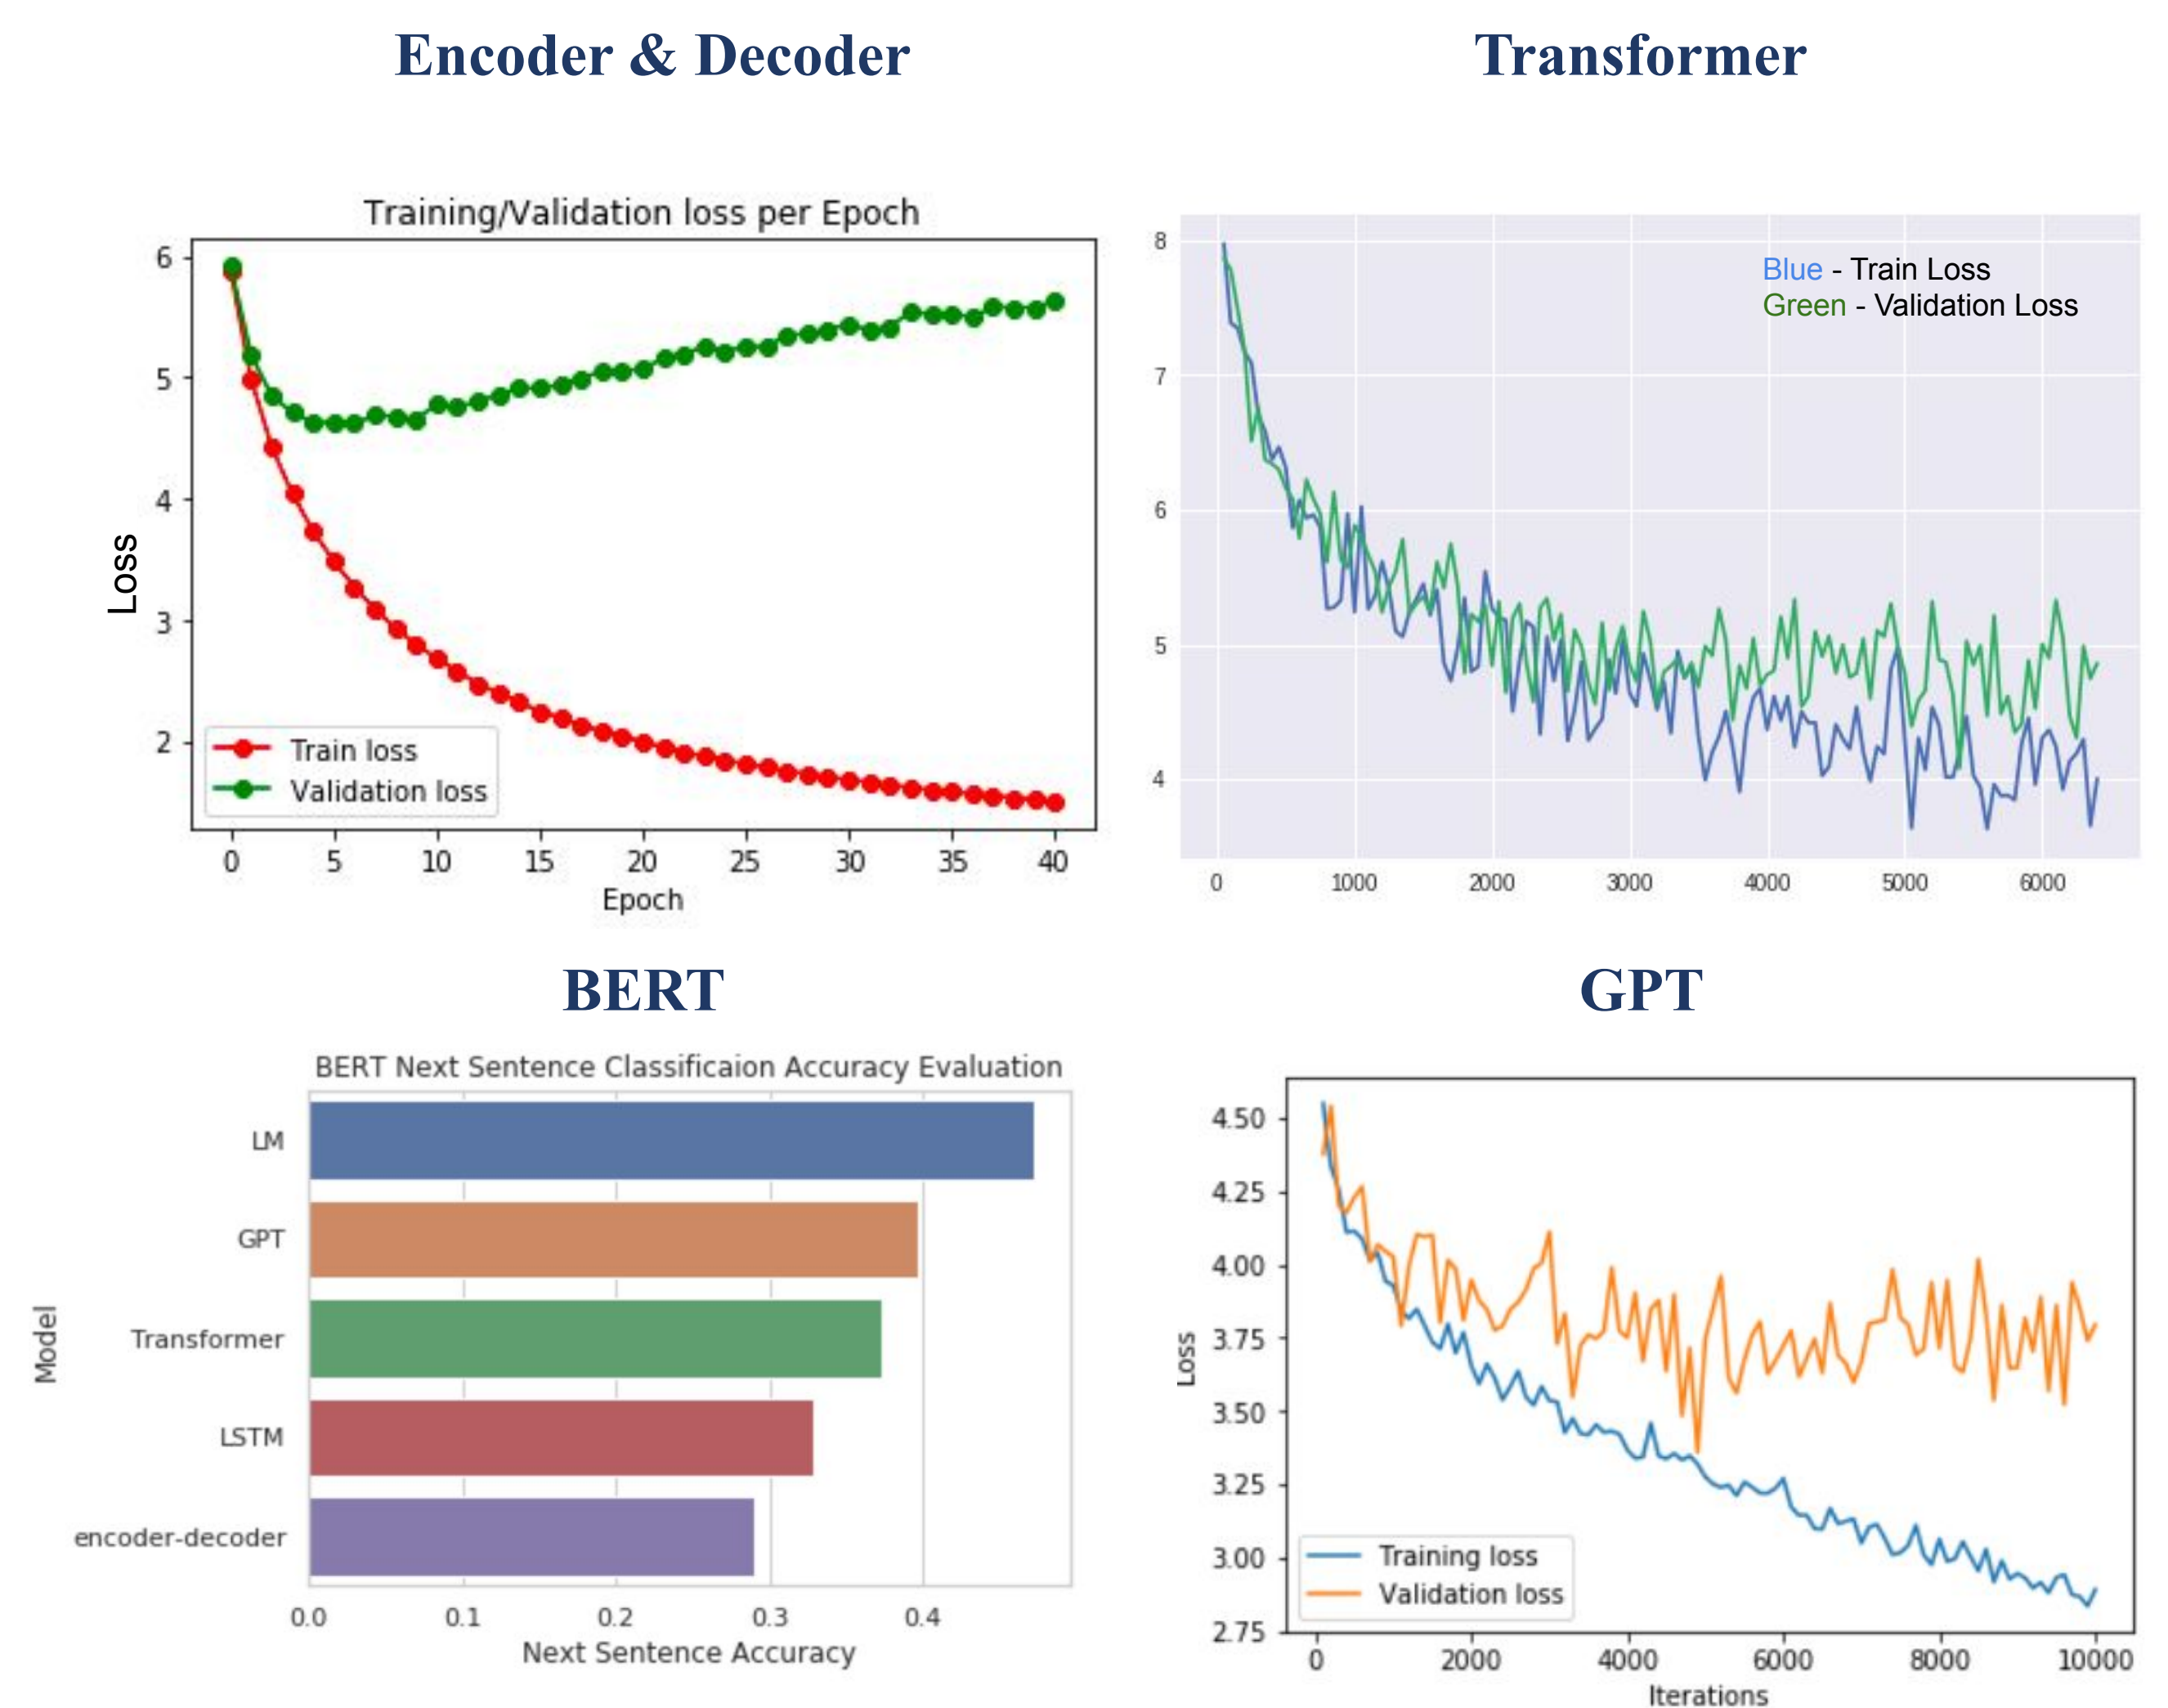 Encoder & Decoder
Training/Validation loss per Epoch
6
5
4
3
2
Loss
Train loss
Validation loss
0 5 10 15 20 25 30 35 40
Epoch
Transformer
Blue - Train Loss
Green - Validation Loss
8
7
6
5
4
0 1000 2000 3000 4000 5000 6000
BERT
BERT Next Sentence Classificaion Accuracy Evaluation
Model
LM
GPT
Transformer
LSTM
encoder-decoder
0.0 0.1 0.2 0.3 0.4
Next Sentence Accuracy
GPT
4.50
4.25
4.00
3.75
3.50
3.25
3.00
2.75
Loss
Training loss
Validation loss
0 2000 4000 6000 8000 10000
Iterations